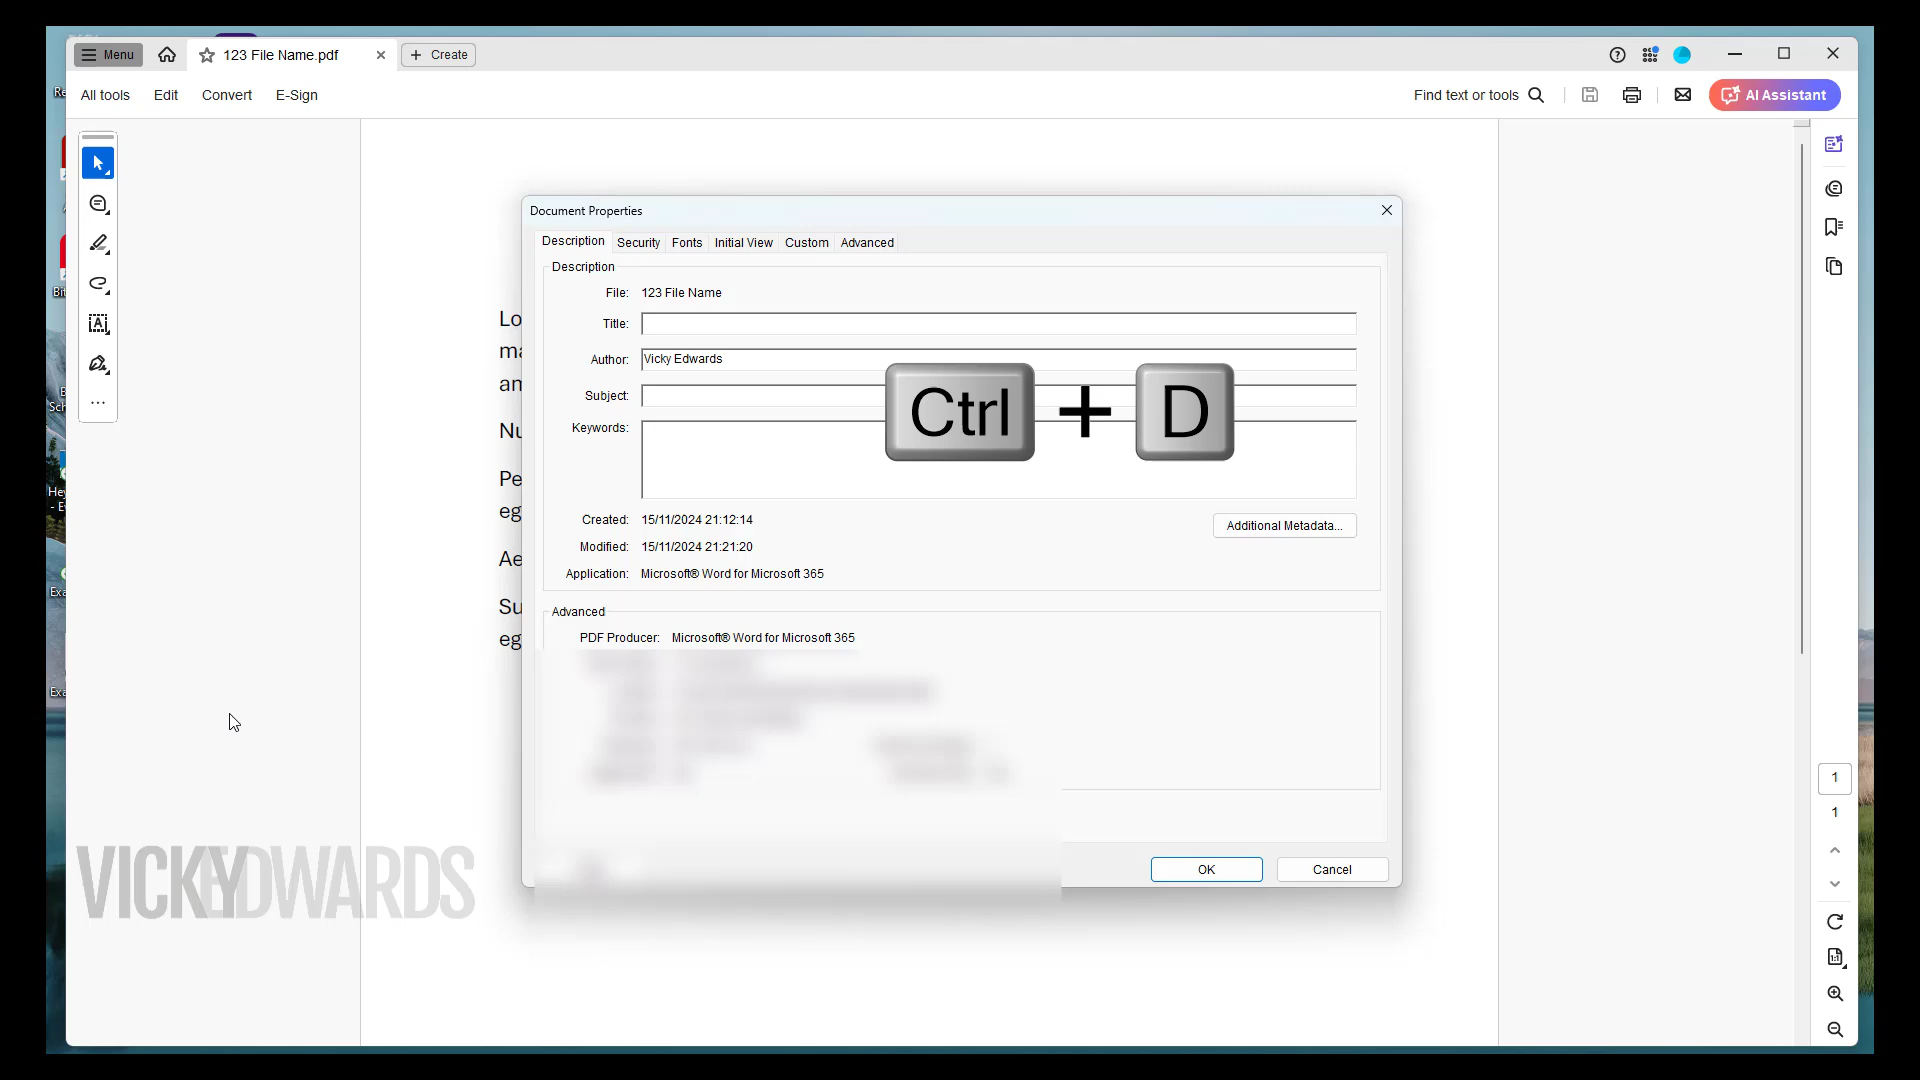 Menu
123 File Name.pdf
Create
All tools
Edit
Convert
E-Sign
Find text or tools
AI Assistant
Document Properties
Description
Security
Fonts
Initial View
Custom
Advanced
Description
File: 123 File Name
Title:
Author: Vicky Edwards
Subject:
Keywords:
Ctrl + D
Created: 15/11/2024 21:12:14
Additional Metadata...
Modified: 15/11/2024 21:21:20
Application: Microsoft® Word for Microsoft 365
Advanced
PDF Producer: Microsoft® Word for Microsoft 365
OK
Cancel
Lo
ma
am
Nu
Pe
eg
Ae
Su
eg
1
1
VICKYEDWARDS